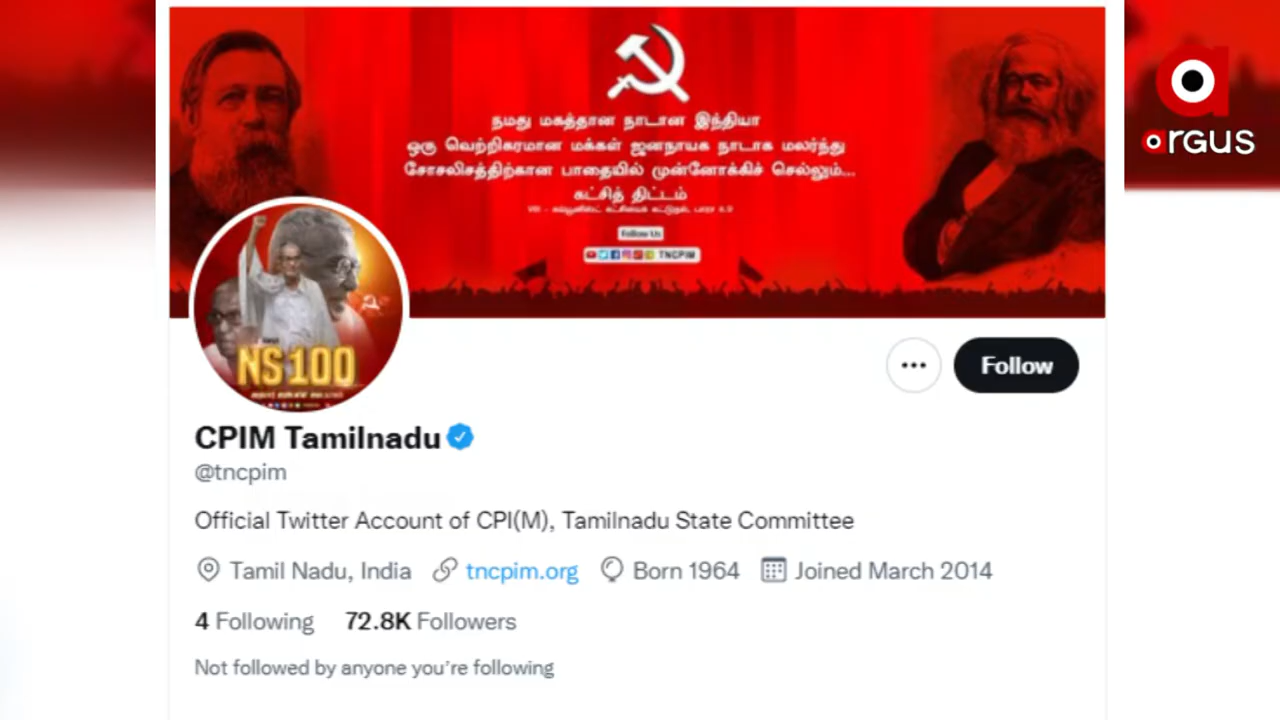 நமது மகத்தான நாடான இந்தியா
ஒரு வெற்றிகரமான மக்கள் ஜனநாயக நாடாக மலர்ந்து
சோசலிசத்திற்கான பாதையில் முன்னோக்கிச் செல்லும்...
கட்சித் திட்டம்
Follow Us
TNCPIM
argus
NS100
Follow
CPIM Tamilnadu
@tncpim
Official Twitter Account of CPI(M), Tamilnadu State Committee
Tamil Nadu, India tncpim.org Born 1964 Joined March 2014
4 Following 72.8K Followers
Not followed by anyone you're following